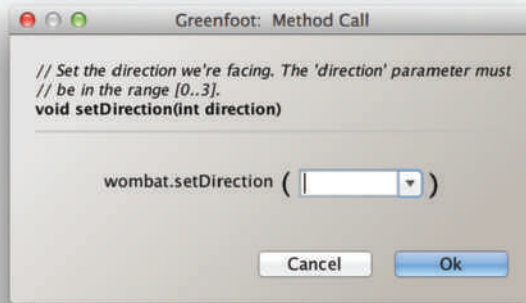 Greenfoot: Method Call
// Set the direction we're facing. The 'direction' parameter must
// be in the range [0..3].
void setDirection(int direction)
wombat.setDirection ( )
Cancel Ok